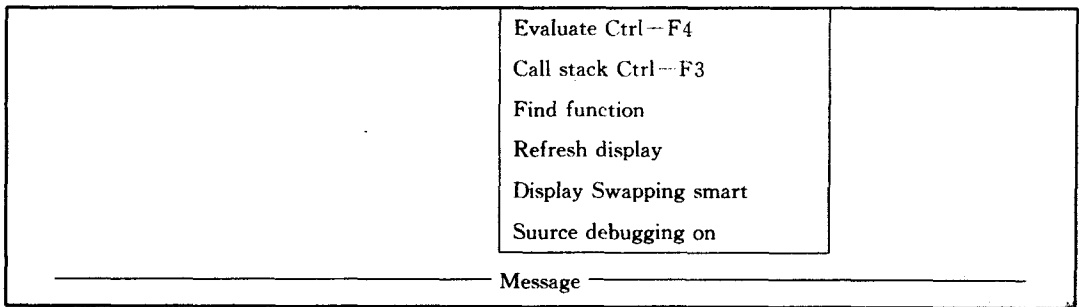 Evaluate Ctrl—F4
Call stack Ctrl—F3
Find function
Refresh display
Display Swapping smart
Suurce debugging on
Message